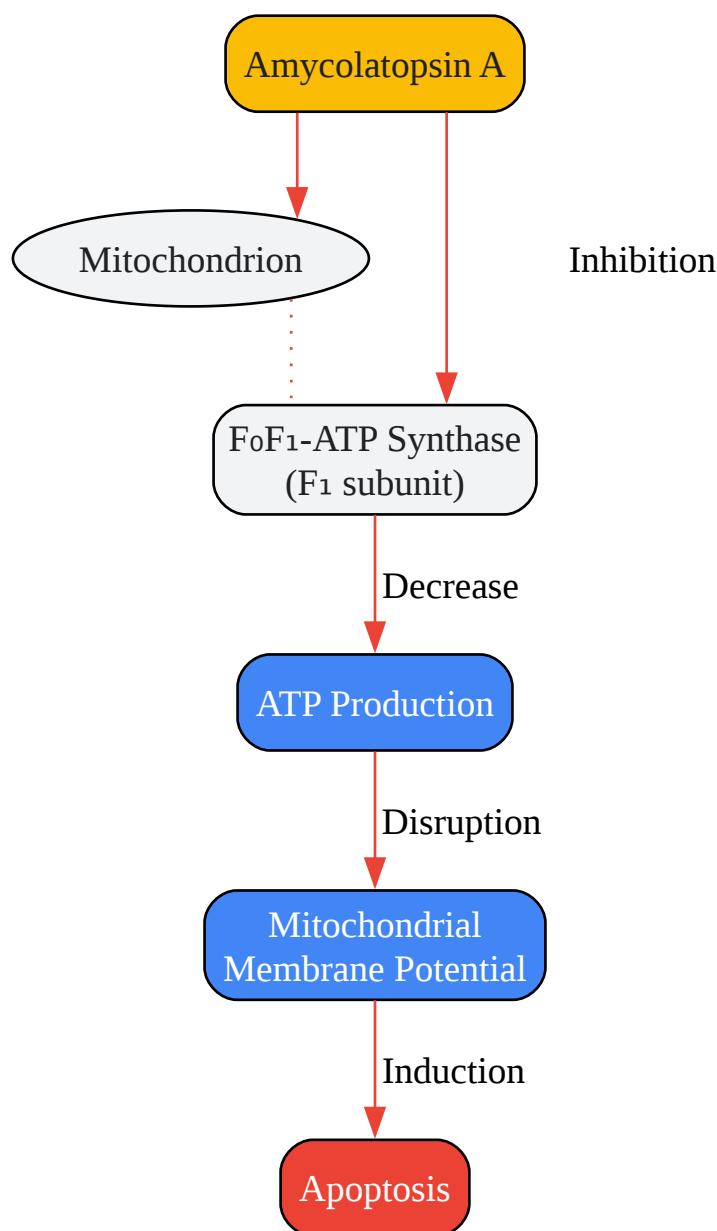 Amycolatopsin A
Mitochondrion
Inhibition
F₀F₁-ATP Synthase
(F₁ subunit)
Decrease
ATP Production
Disruption
Mitochondrial
Membrane Potential
Induction
Apoptosis